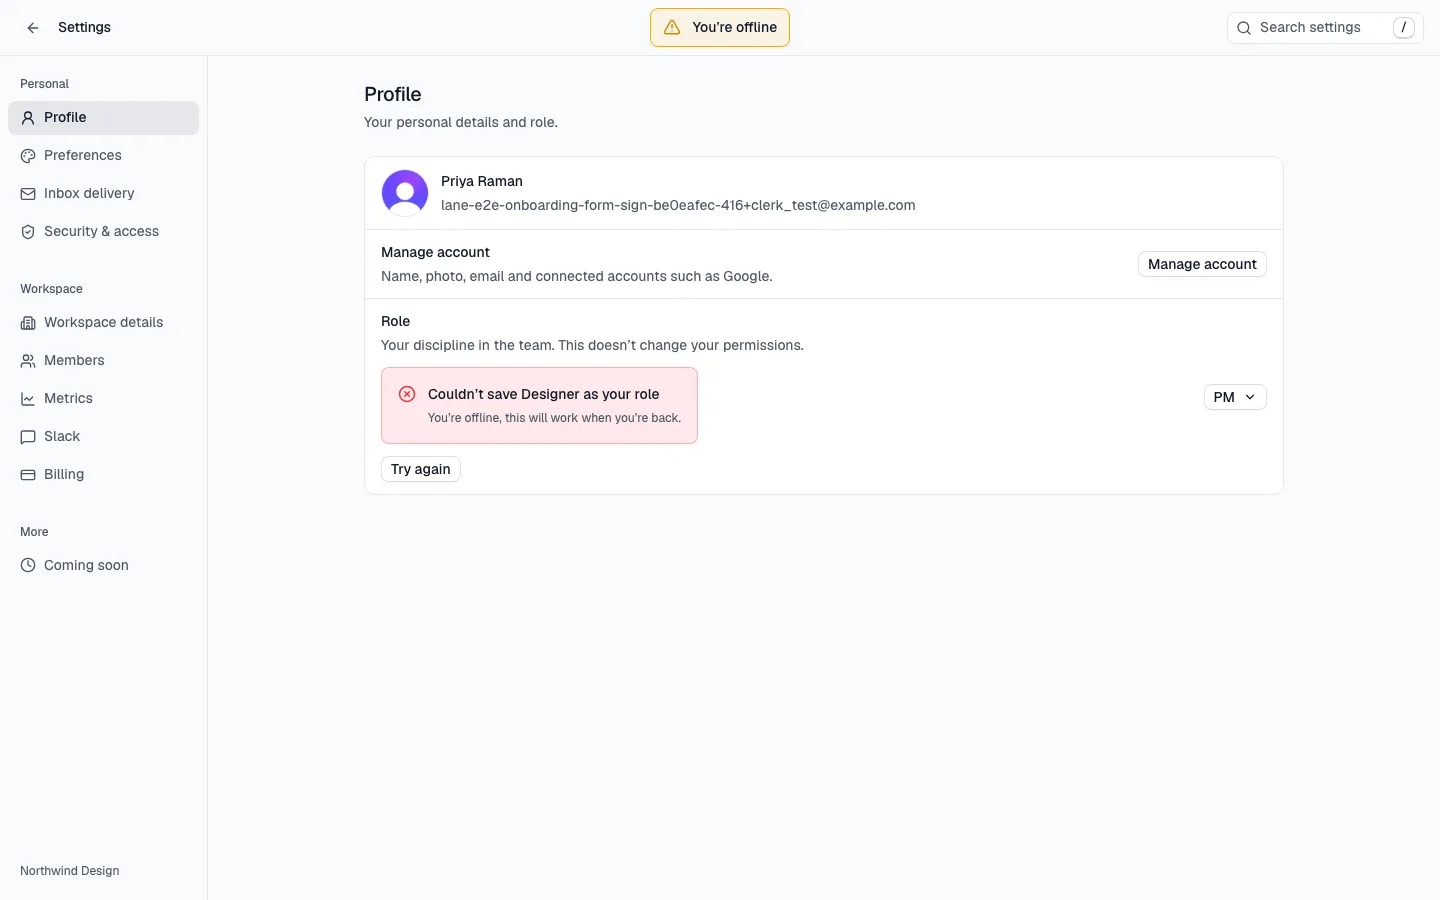 Settings
You’re offline
Search settings
/
Personal
Profile
Preferences
Inbox delivery
Security & access
Workspace
Workspace details
Members
Metrics
Slack
Billing
More
Coming soon
Northwind Design
Profile
Your personal details and role.
Priya Raman
lane-e2e-onboarding-form-sign-be0eafec-416+clerk_test@example.com
Manage account
Name, photo, email and connected accounts such as Google.
Manage account
Role
Your discipline in the team. This doesn’t change your permissions.
Couldn’t save Designer as your role
You’re offline, this will work when you’re back.
PM
Try again